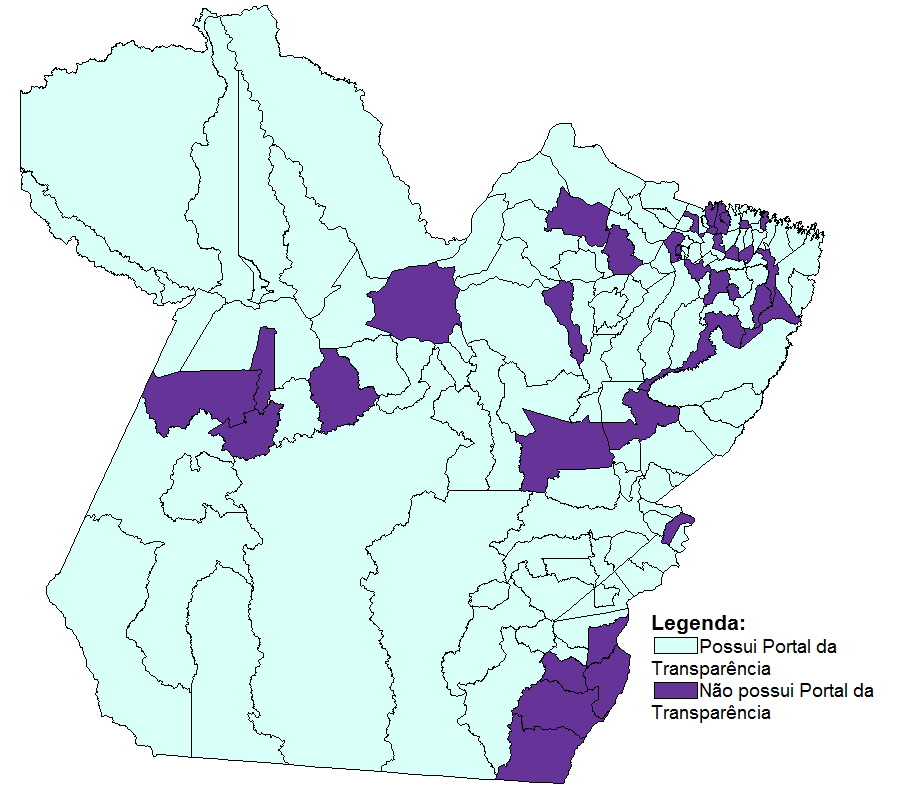 Legenda:
Possui Portal da
Transparência
Não possui Portal da
Transparência